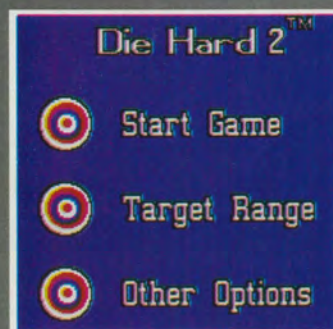 Die Hard 2™
Start Game
Target Range
Other Options